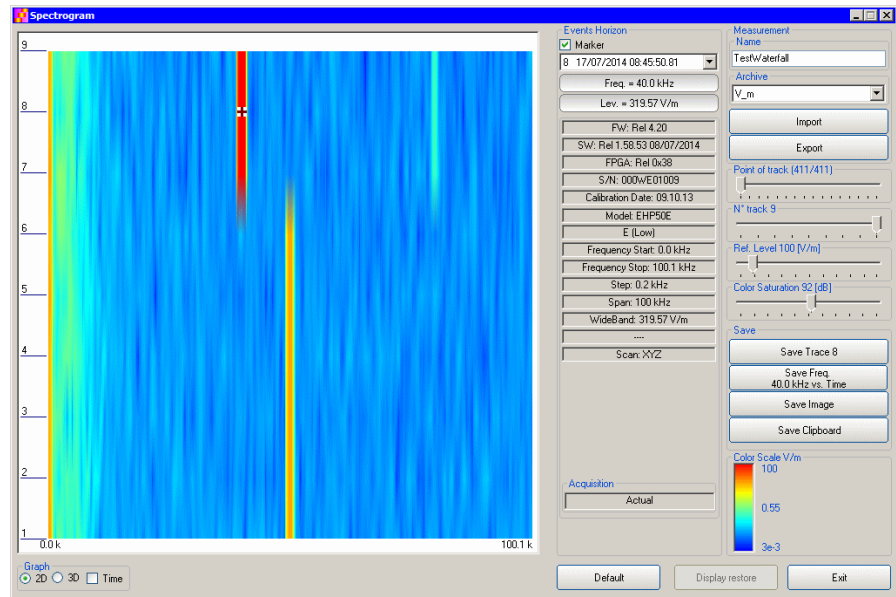 Spectrogram
9
8
7
6
5
4
3
2
1
0.0 k
100.1 k
Graph
2D 3D Time
Events Horizon
Marker
8 17/07/2014 08:45:50.81
Freq. = 40.0 kHz
Lev. = 319.57 V/m
FW: Rel 4.20
SW: Rel 1.58.53 08/07/2014
FPGA: Rel 0x38
S/N: 000WE01009
Calibration Date: 09.10.13
Model: EHP50E
E (Low)
Frequency Start: 0.0 kHz
Frequency Stop: 100.1 kHz
Step: 0.2 kHz
Span: 100 kHz
WideBand: 319.57 V/m
----
Scan: XYZ
Acquisition
Actual
Measurement
Name
TestWaterfall
Archive
V_m
Import
Export
Point of track (411/411)
N° track 9
Ref. Level 100 [V/m]
Color Saturation 92 [dB]
Save
Save Trace 8
Save Freq.
40.0 kHz vs. Time
Save Image
Save Clipboard
Color Scale V/m
100
0.55
3e-3
Default
Display restore
Exit